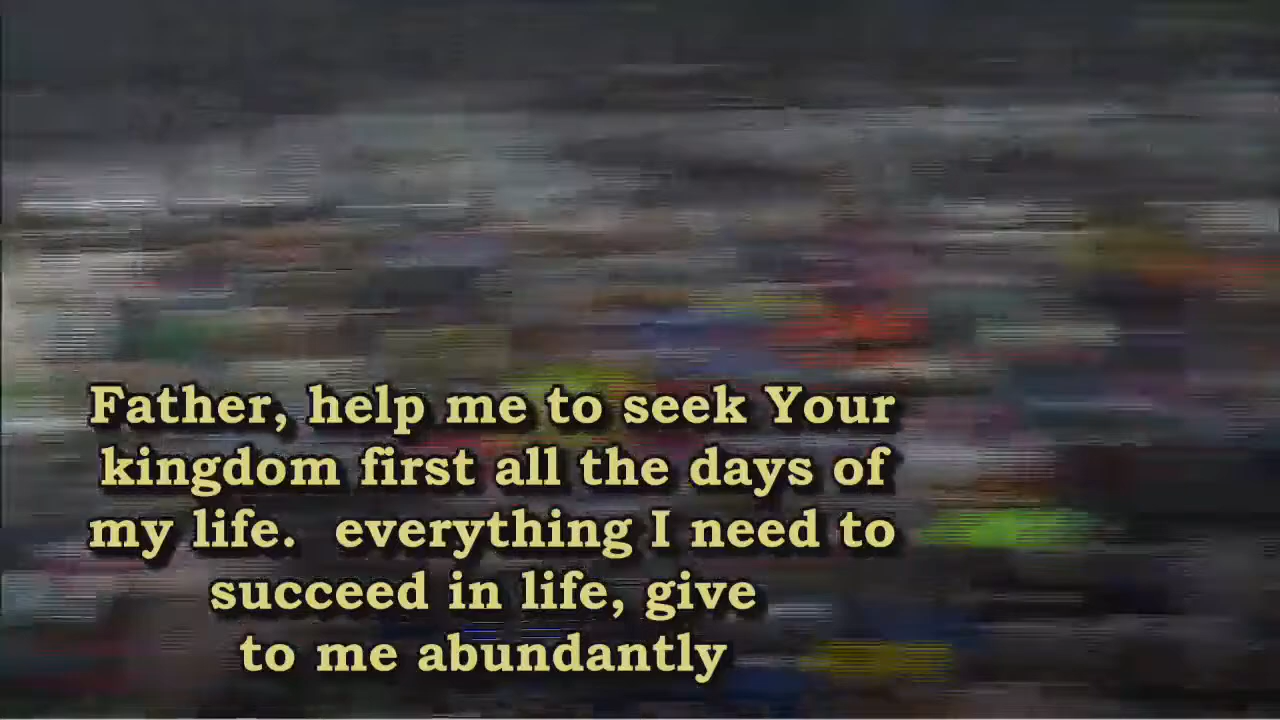 Father, help me to seek Your
kingdom first all the days of
my life.  everything I need to
succeed in life, give
to me abundantly